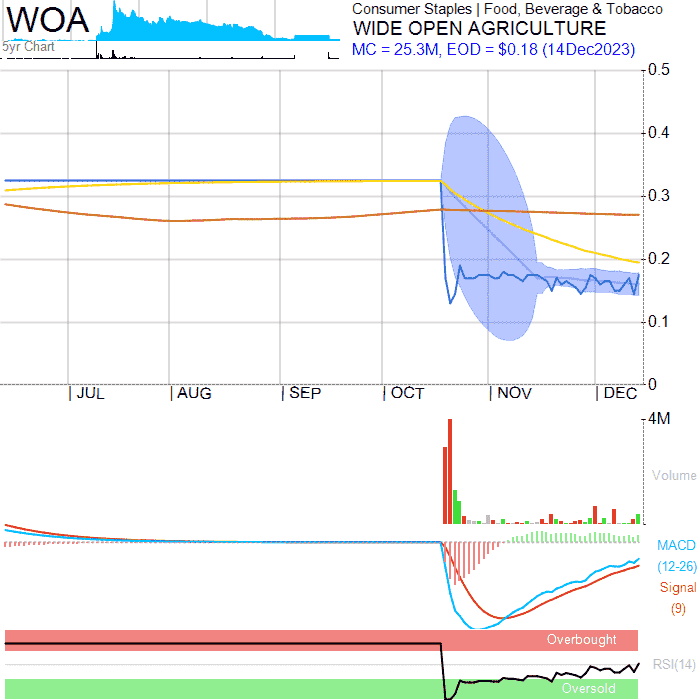 WOA
5yr Chart
Consumer Staples | Food, Beverage & Tobacco
WIDE OPEN AGRICULTURE
MC = 25.3M, EOD = $0.18 (14Dec2023)
0.5
0.4
0.3
0.2
0.1
0
| JUL | AUG | SEP | OCT | NOV | DEC
4M
Volume
MACD
(12-26)
Signal
(9)
Overbought
RSI(14)
Oversold